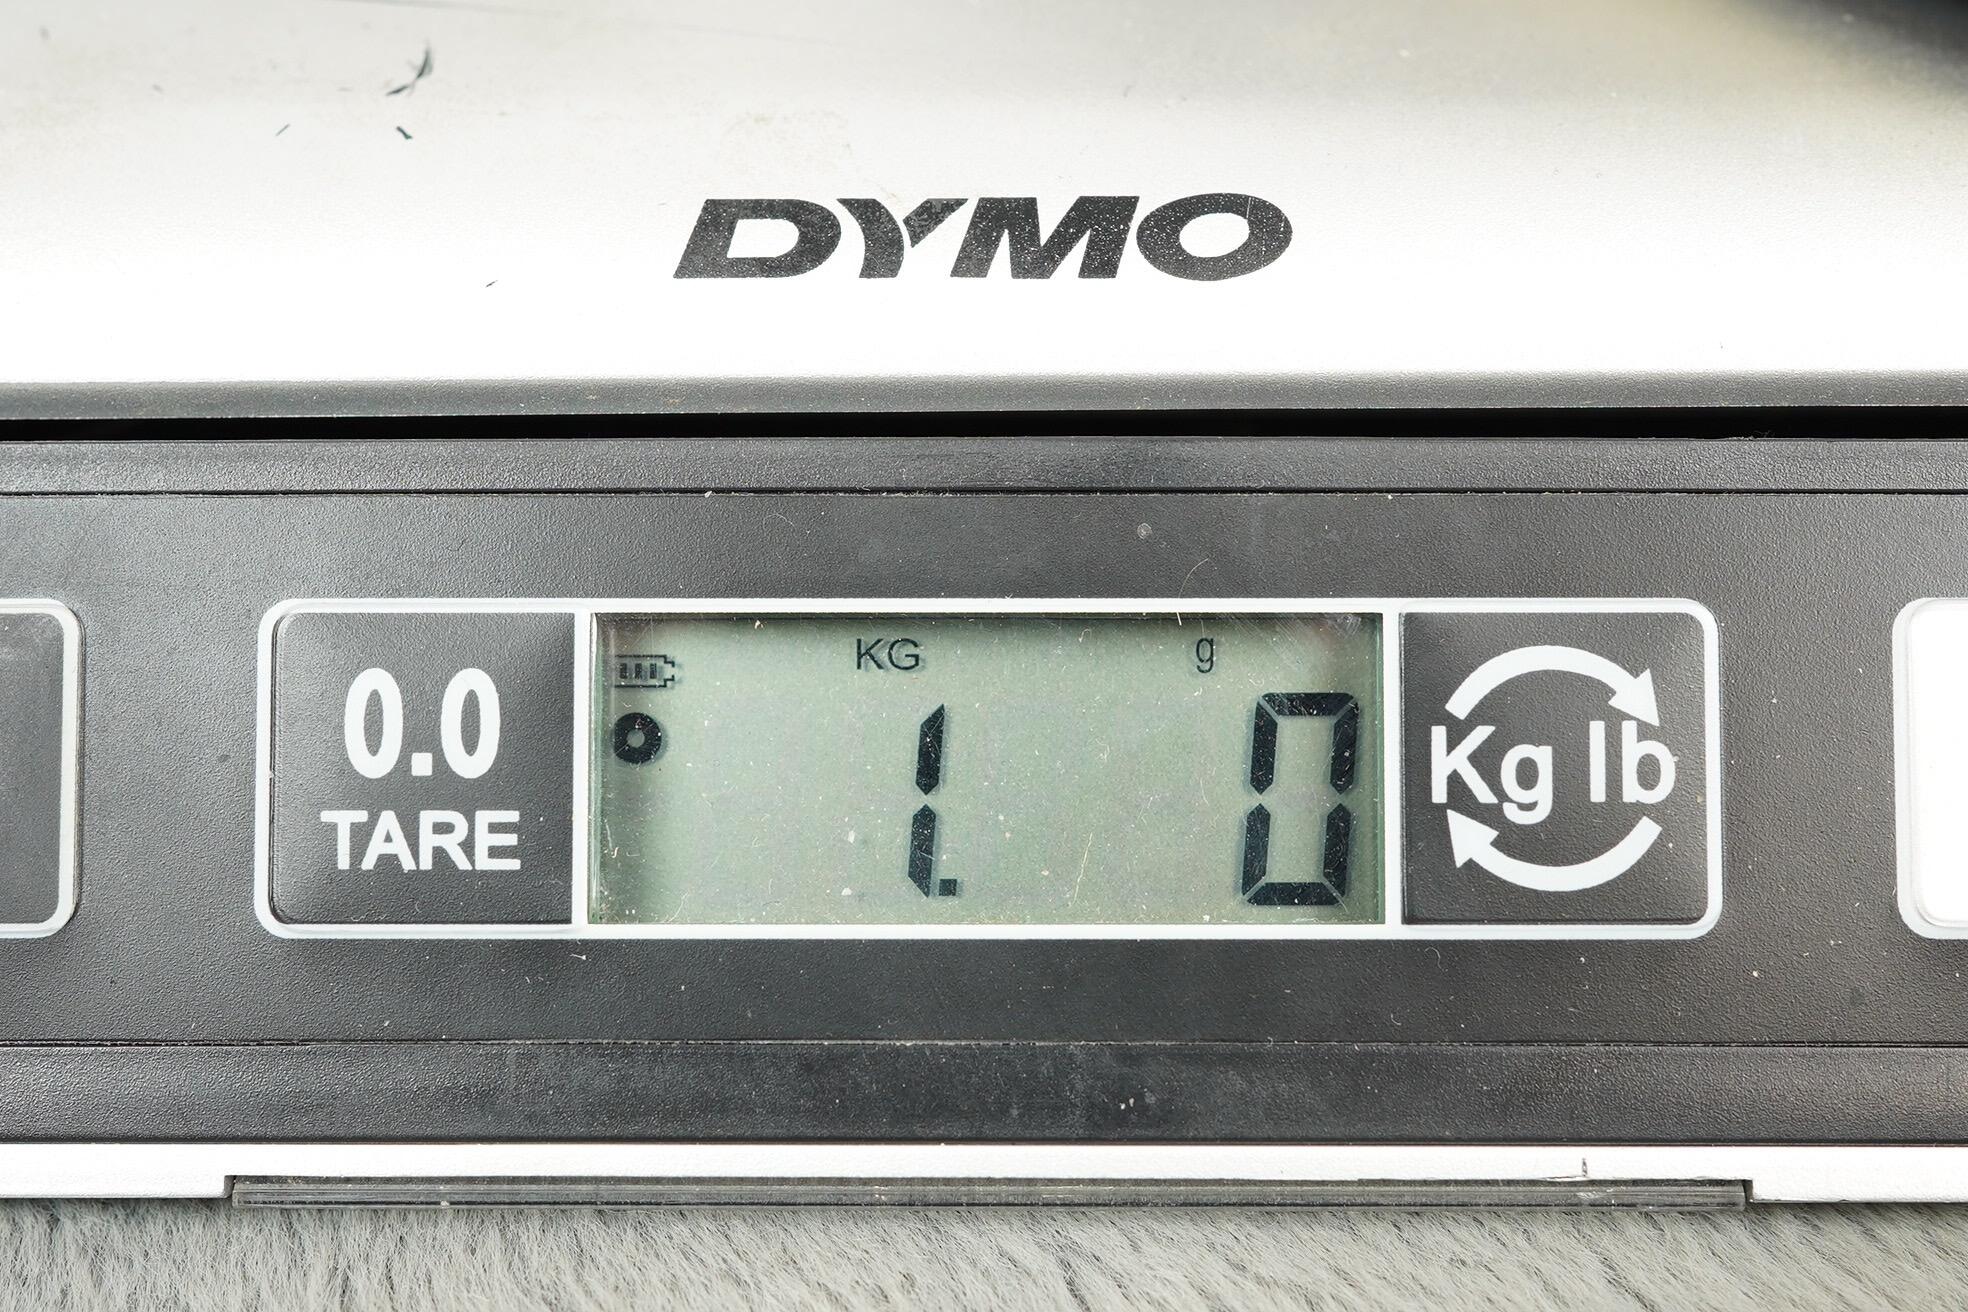 DYMO
0.0
TARE
KG g
1. 0
Kg lb